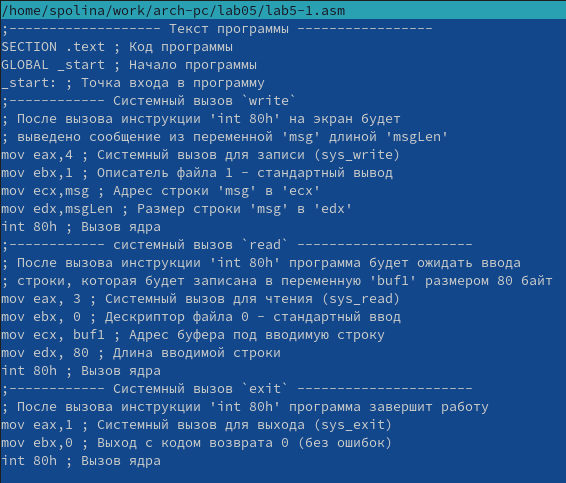 /home/spolina/work/arch-pc/lab05/lab5-1.asm
;------------------- Текст программы -----------------
SECTION .text ; Код программы
GLOBAL _start ; Начало программы
_start: ; Точка входа в программу
;------------ Системный вызов `write`
; После вызова инструкции 'int 80h' на экран будет
; выведено сообщение из переменной 'msg' длиной 'msgLen'
mov eax,4 ; Системный вызов для записи (sys_write)
mov ebx,1 ; Описатель файла 1 - стандартный вывод
mov ecx,msg ; Адрес строки 'msg' в 'ecx'
mov edx,msgLen ; Размер строки 'msg' в 'edx'
int 80h ; Вызов ядра
;------------ системный вызов `read` ----------------------
; После вызова инструкции 'int 80h' программа будет ожидать ввода
; строки, которая будет записана в переменную 'buf1' размером 80 байт
mov eax, 3 ; Системный вызов для чтения (sys_read)
mov ebx, 0 ; Дескриптор файла 0 - стандартный ввод
mov ecx, buf1 ; Адрес буфера под вводимую строку
mov edx, 80 ; Длина вводимой строки
int 80h ; Вызов ядра
;------------ Системный вызов `exit` ----------------------
; После вызова инструкции 'int 80h' программа завершит работу
mov eax,1 ; Системный вызов для выхода (sys_exit)
mov ebx,0 ; Выход с кодом возврата 0 (без ошибок)
int 80h ; Вызов ядра